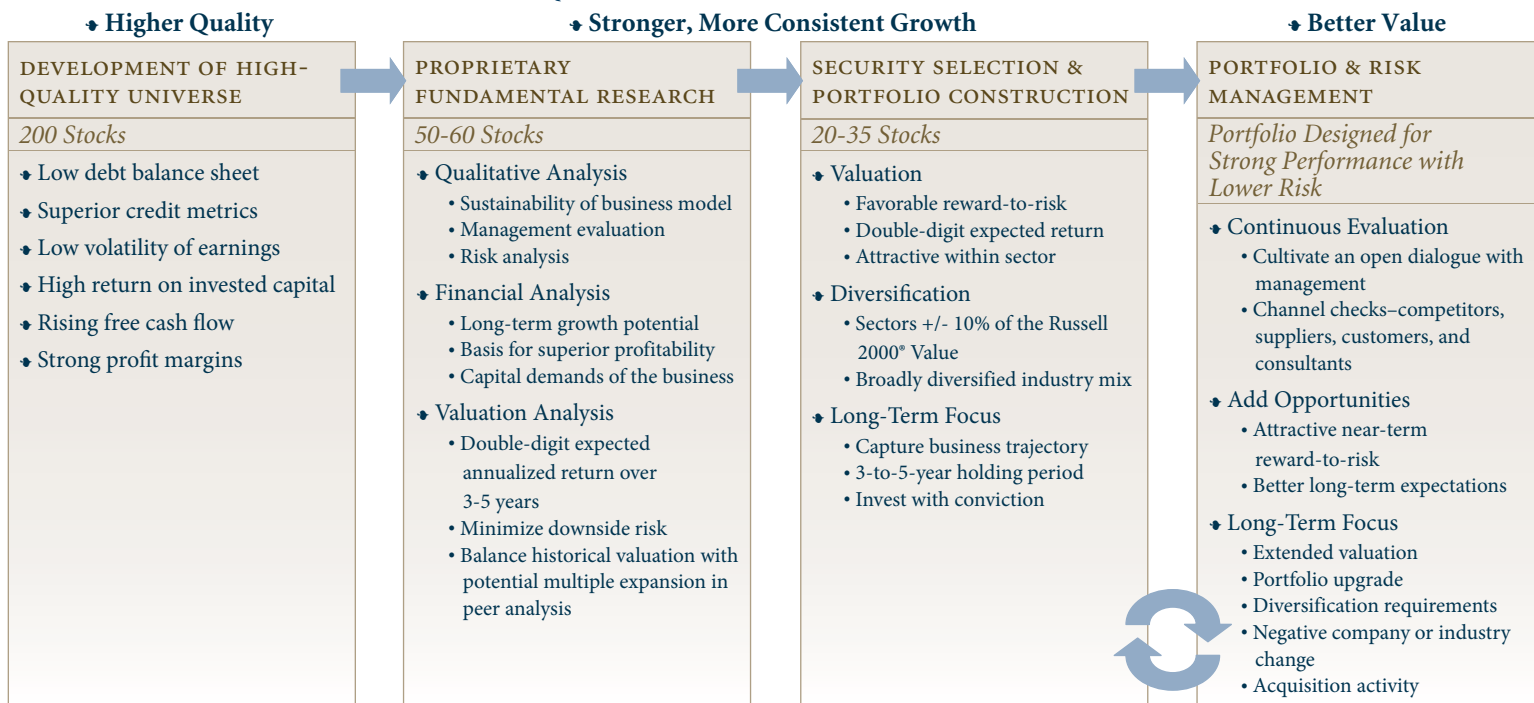 Higher Quality
Stronger, More Consistent Growth
Better Value
DEVELOPMENT OF HIGH-
QUALITY UNIVERSE
200 Stocks
Low debt balance sheet
Superior credit metrics
Low volatility of earnings
High return on invested capital
Rising free cash flow
Strong profit margins
PROPRIETARY
FUNDAMENTAL RESEARCH
50-60 Stocks
Qualitative Analysis
• Sustainability of business model
• Management evaluation
• Risk analysis
Financial Analysis
• Long-term growth potential
• Basis for superior profitability
• Capital demands of the business
Valuation Analysis
• Double-digit expected
annualized return over
3-5 years
• Minimize downside risk
• Balance historical valuation with
potential multiple expansion in
peer analysis
SECURITY SELECTION &
PORTFOLIO CONSTRUCTION
20-35 Stocks
Valuation
• Favorable reward-to-risk
• Double-digit expected return
• Attractive within sector
Diversification
• Sectors +/- 10% of the Russell
2000® Value
• Broadly diversified industry mix
Long-Term Focus
• Capture business trajectory
• 3-to-5-year holding period
• Invest with conviction
PORTFOLIO & RISK
MANAGEMENT
Portfolio Designed for
Strong Performance with
Lower Risk
Continuous Evaluation
• Cultivate an open dialogue with
management
• Channel checks–competitors,
suppliers, customers, and
consultants
Add Opportunities
• Attractive near-term
reward-to-risk
• Better long-term expectations
Long-Term Focus
• Extended valuation
• Portfolio upgrade
• Diversification requirements
• Negative company or industry
change
• Acquisition activity